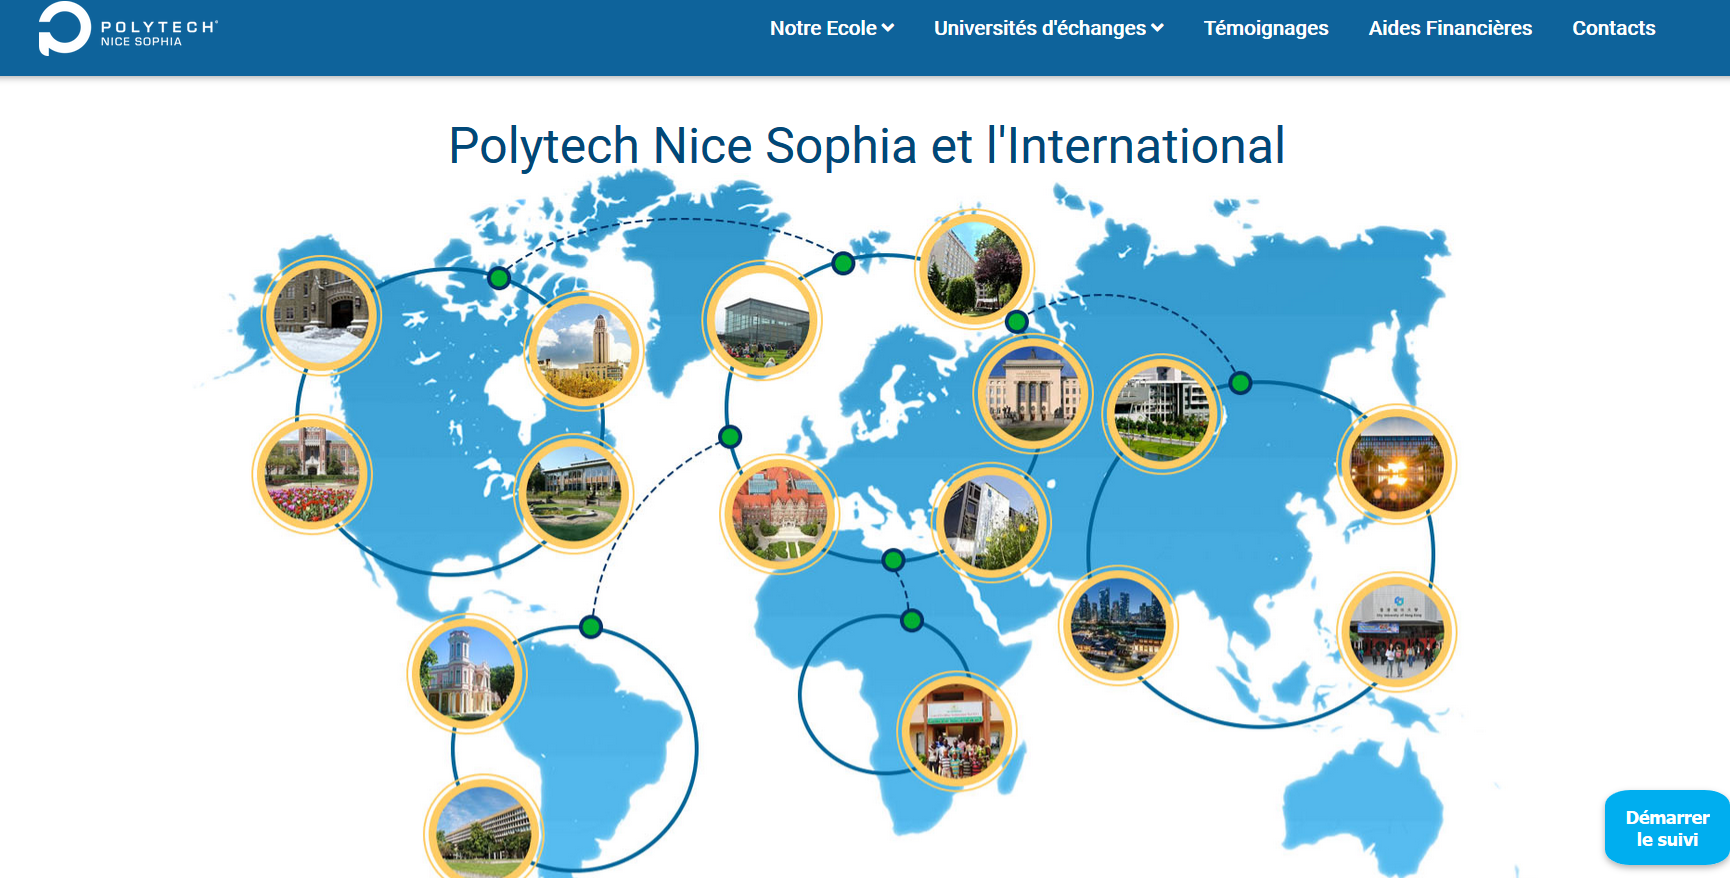 POLYTECH
NICE SOPHIA
Notre Ecole
Universités d'échanges
Témoignages
Aides Financières
Contacts
Polytech Nice Sophia et l'International
Démarrer
le suivi